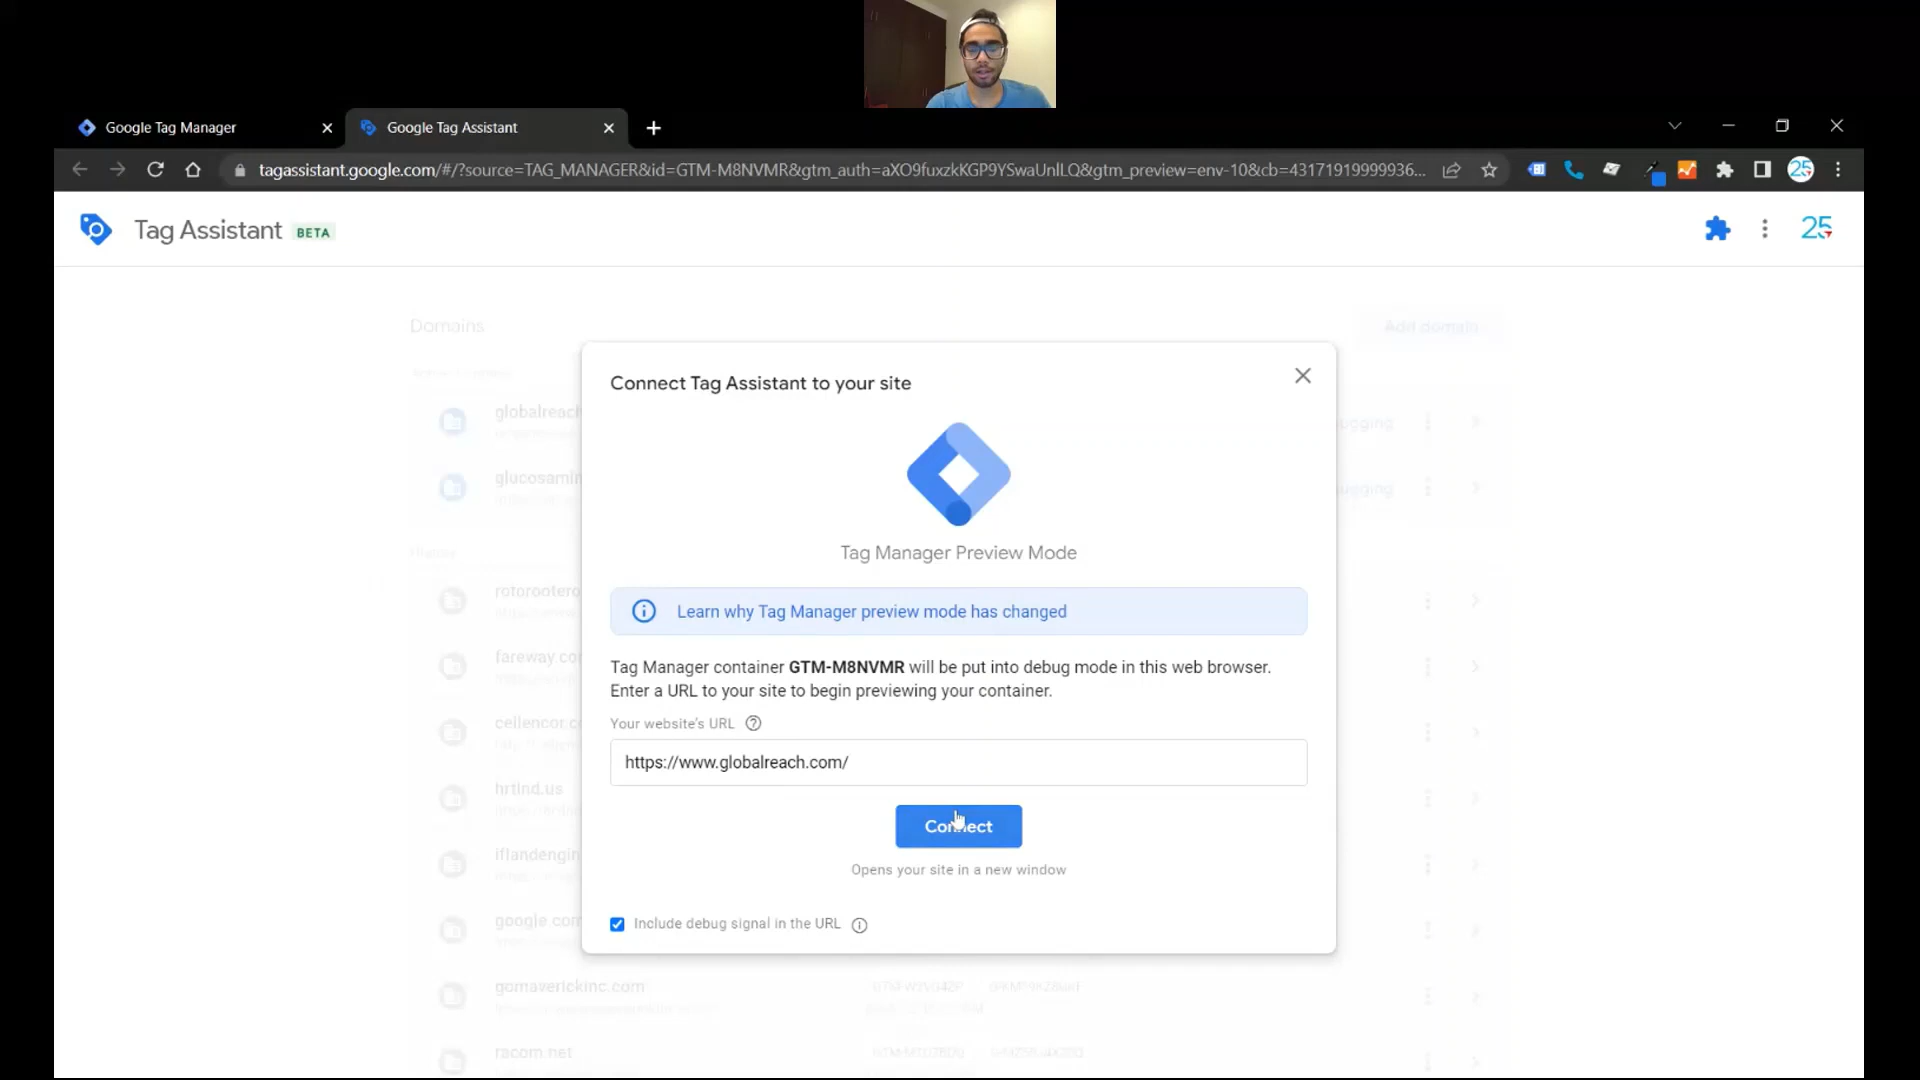 Google Tag Manager
Google Tag Assistant
tagassistant.google.com/#/?source=TAG_MANAGER&id=GTM-M8NVMR&gtm_auth=aXO9fuxzkKGP9YSwaUnlLQ&gtm_preview=env-10&cb=43171919999936...
Tag Assistant BETA
25
Domains
Add domain
Connect Tag Assistant to your site
globalreach
glucosamin
Tag Manager Preview Mode
Learn why Tag Manager preview mode has changed
rotorootero
fareway.co
Tag Manager container GTM-M8NVMR will be put into debug mode in this web browser.
Enter a URL to your site to begin previewing your container.
Your website's URL
cellencor.c
https://www.globalreach.com/
hrtlnd.us
Connect
iflandengin
Opens your site in a new window
google.com
Include debug signal in the URL
gomaverickinc.com
racom.net